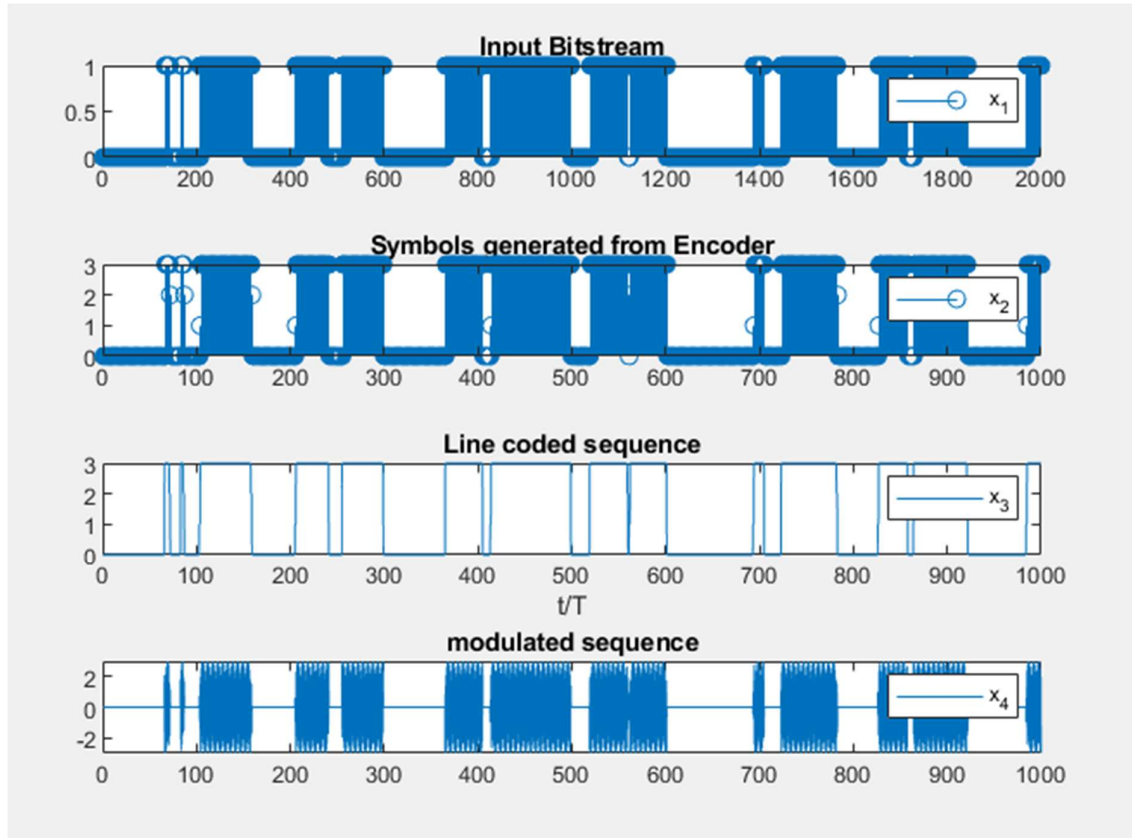 Input Bitstream
1
0.5
0
x1
0 200 400 600 800 1000 1200 1400 1600 1800 2000
Symbols generated from Encoder
3
2
1
0
x2
0 100 200 300 400 500 600 700 800 900 1000
Line coded sequence
3
2
1
0
x3
0 100 200 300 400 500 600 700 800 900 1000
t/T
modulated sequence
2
0
-2
x4
0 100 200 300 400 500 600 700 800 900 1000